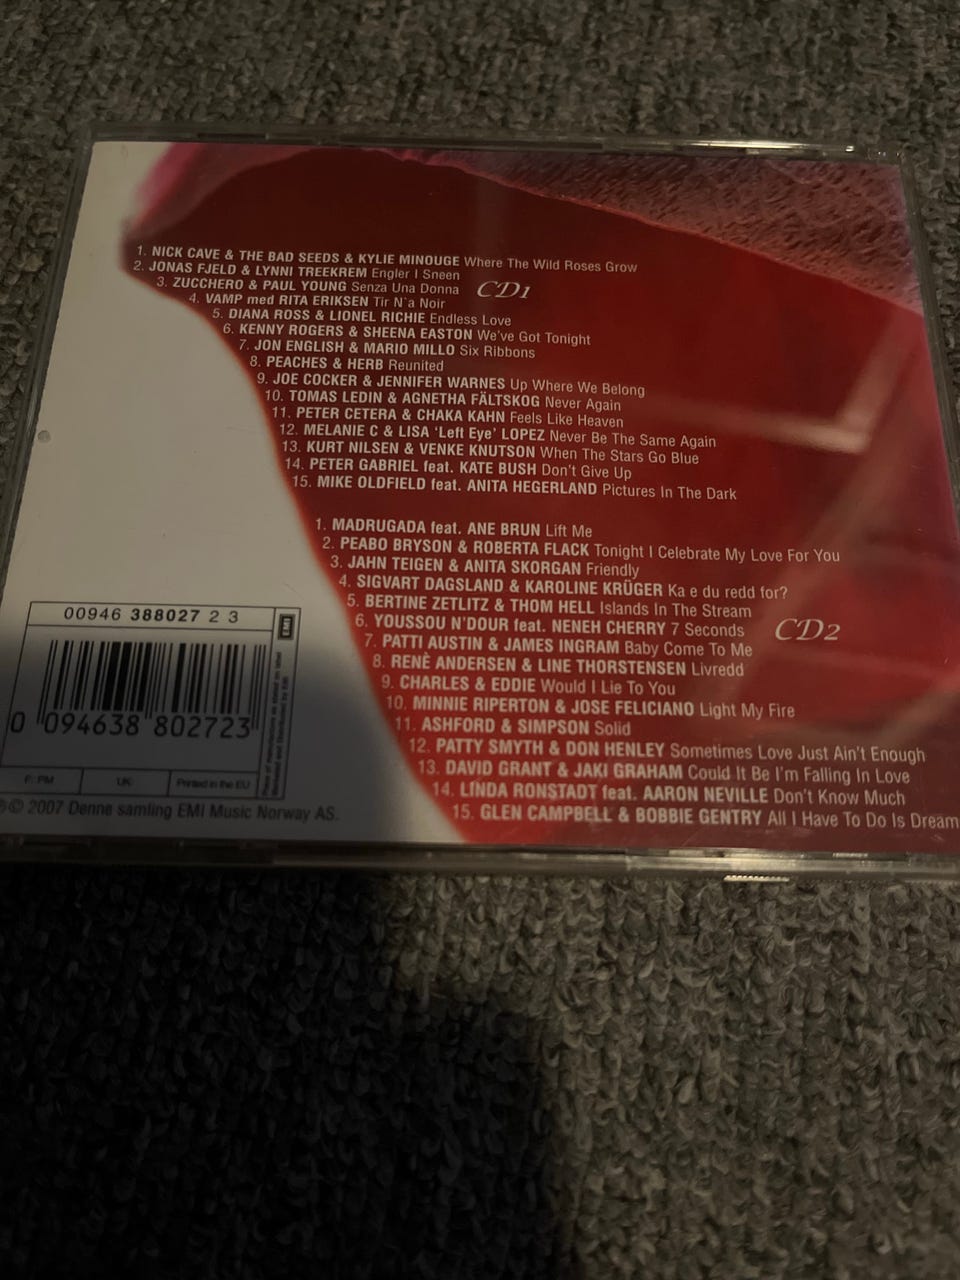 1. NICK CAVE & THE BAD SEEDS & KYLIE MINOUGE Where The Wild Roses Grow
2. JONAS FJELD & LYNNI TREEKREM Engler I Sneen
3. ZUCCHERO & PAUL YOUNG Senza Una Donna
CD1
4. VAMP med RITA ERIKSEN Tir N`a Noir
5. DIANA ROSS & LIONEL RICHIE Endless Love
6. KENNY ROGERS & SHEENA EASTON We've Got Tonight
7. JON ENGLISH & MARIO MILLO Six Ribbons
8. PEACHES & HERB Reunited
9. JOE COCKER & JENNIFER WARNES Up Where We Belong
10. TOMAS LEDIN & AGNETHA FÄLTSKOG Never Again
11. PETER CETERA & CHAKA KAHN Feels Like Heaven
12. MELANIE C & LISA 'Left Eye' LOPEZ Never Be The Same Again
13. KURT NILSEN & VENKE KNUTSON When The Stars Go Blue
14. PETER GABRIEL feat. KATE BUSH Don't Give Up
15. MIKE OLDFIELD feat. ANITA HEGERLAND Pictures In The Dark
1. MADRUGADA feat. ANE BRUN Lift Me
2. PEABO BRYSON & ROBERTA FLACK Tonight I Celebrate My Love For You
3. JAHN TEIGEN & ANITA SKORGAN Friendly
4. SIGVART DAGSLAND & KAROLINE KRÜGER Ka e du redd for?
5. BERTINE ZETLITZ & THOM HELL Islands In The Stream
6. YOUSSOU N'DOUR feat. NENEH CHERRY 7 Seconds
CD2
7. PATTI AUSTIN & JAMES INGRAM Baby Come To Me
8. RENÈ ANDERSEN & LINE THORSTENSEN Livredd
9. CHARLES & EDDIE Would I Lie To You
10. MINNIE RIPERTON & JOSE FELICIANO Light My Fire
11. ASHFORD & SIMPSON Solid
12. PATTY SMYTH & DON HENLEY Sometimes Love Just Ain't Enough
13. DAVID GRANT & JAKI GRAHAM Could It Be I'm Falling In Love
14. LINDA RONSTADT feat. AARON NEVILLE Don't Know Much
15. GLEN CAMPBELL & BOBBIE GENTRY All I Have To Do Is Dream
00946 388027 2 3
EMI
0 094638 802723
F: PM
UK:
Printed in the EU
℗© 2007 Denne samling EMI Music Norway AS.